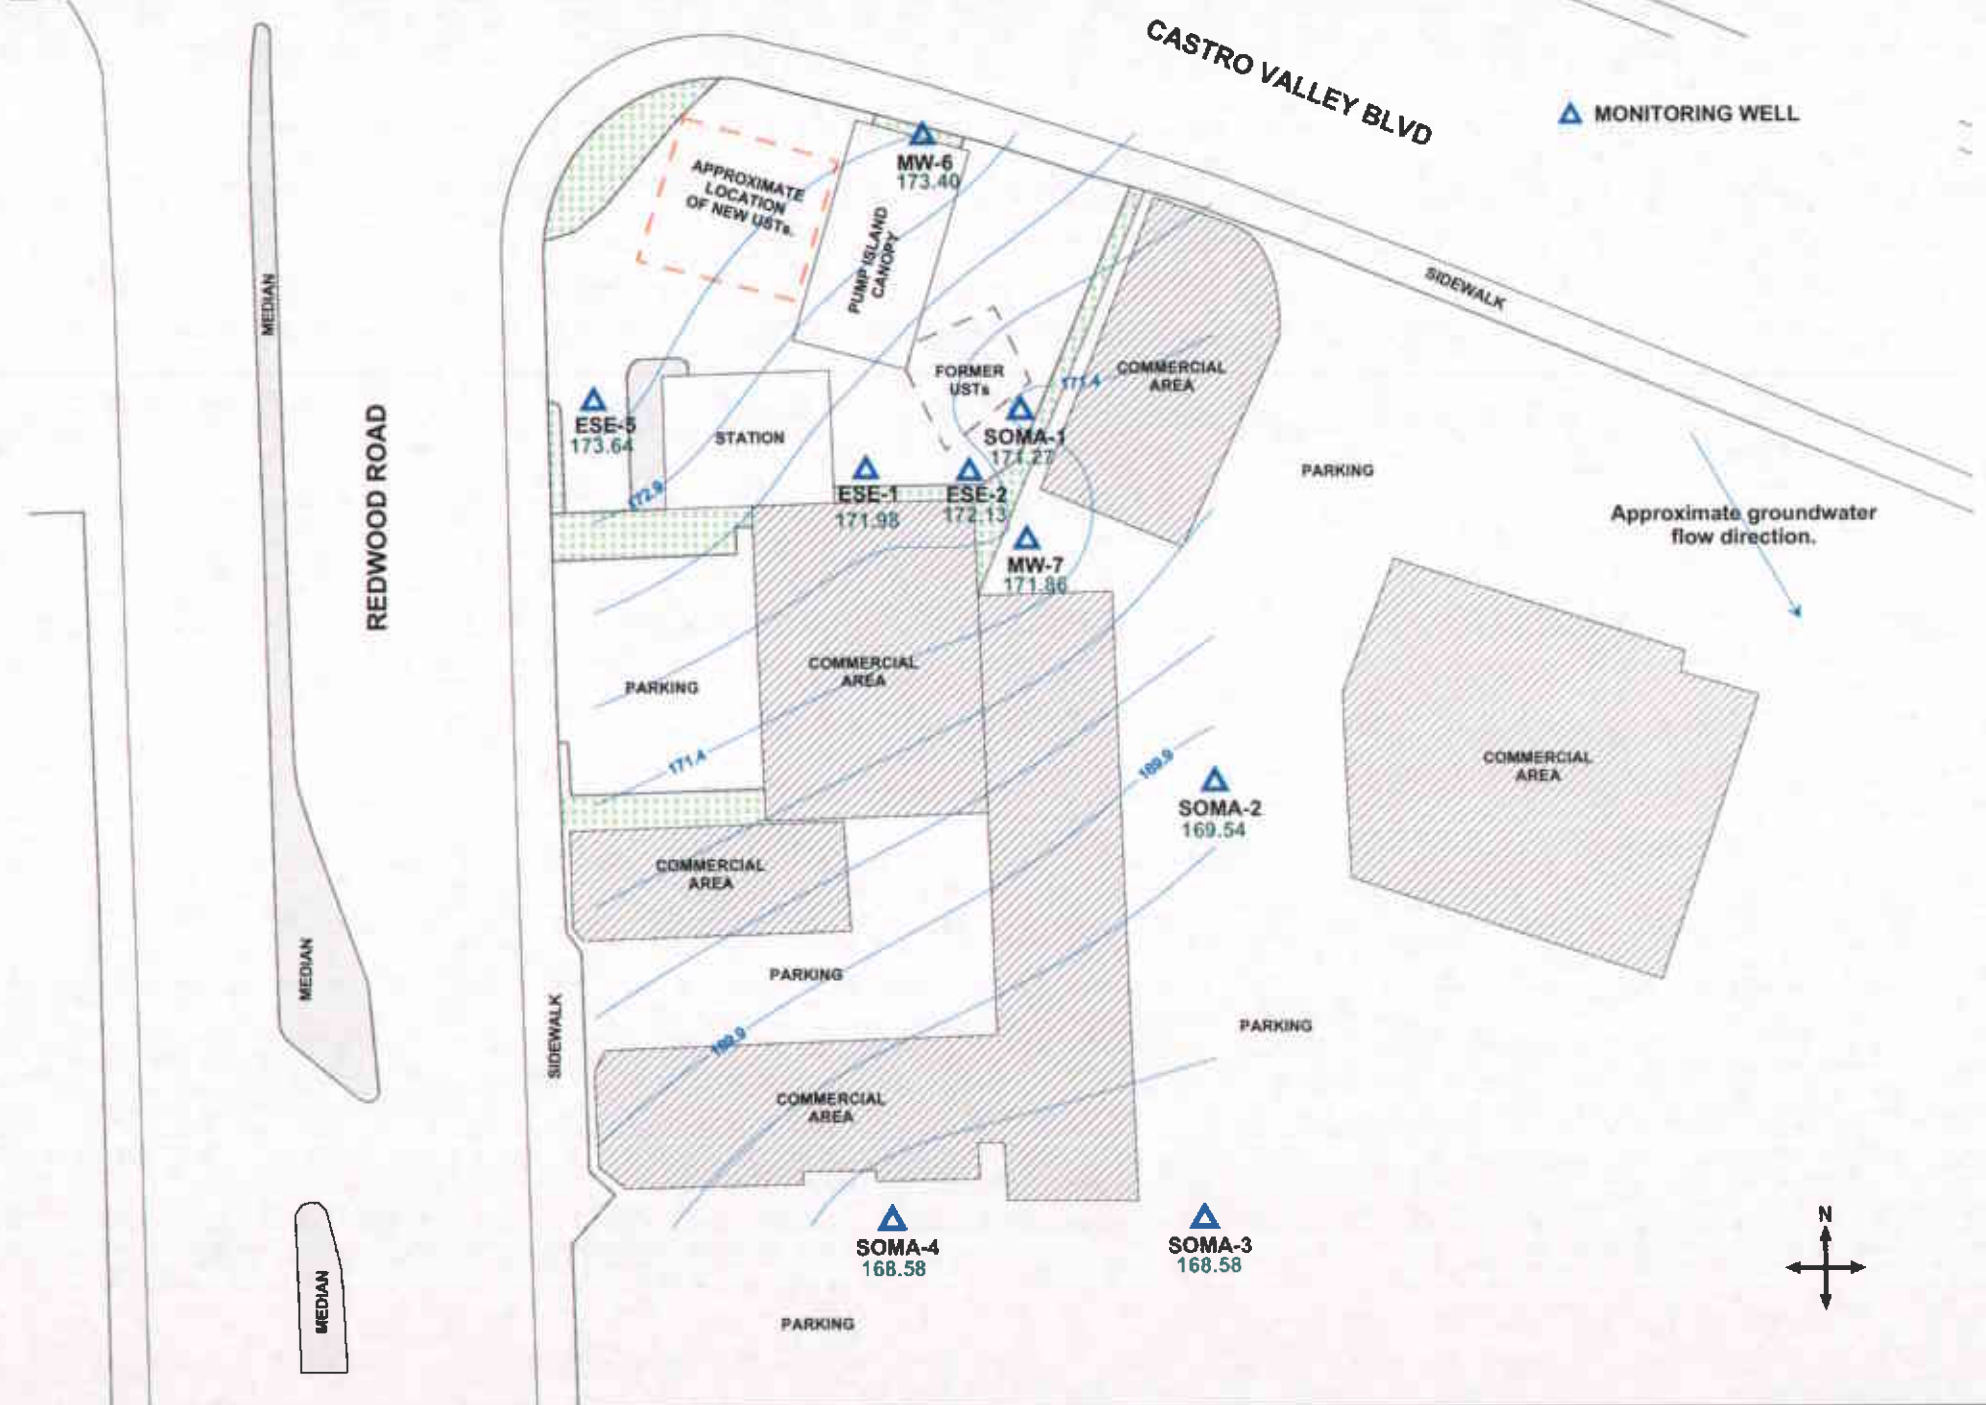 CASTRO VALLEY BLVD
MONITORING WELL
MW-6
173.40
APPROXIMATE
LOCATION
OF NEW USTs.
PUMP ISLAND
CANOPY
MEDIAN
SIDEWALK
FORMER
USTs
171.4
COMMERCIAL
AREA
REDWOOD ROAD
ESE-5
173.64
STATION
SOMA-1
171.27
PARKING
172.9
ESE-1
171.98
ESE-2
172.13
Approximate groundwater
flow direction.
MW-7
171.86
COMMERCIAL
AREA
PARKING
171.4
169.9
COMMERCIAL
AREA
SOMA-2
169.54
COMMERCIAL
AREA
MEDIAN
PARKING
SIDEWALK
169.9
PARKING
COMMERCIAL
AREA
N
SOMA-4
168.58
SOMA-3
168.58
MEDIAN
PARKING